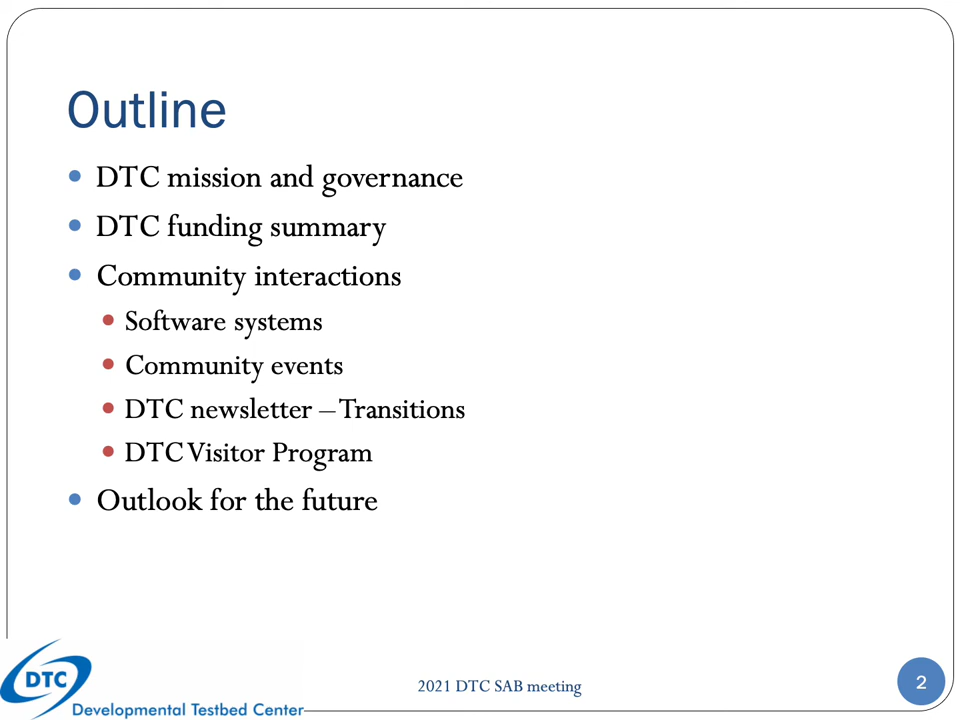 Outline
DTC mission and governance
DTC funding summary
Community interactions
Software systems
Community events
DTC newsletter – Transitions
DTC Visitor Program
Outlook for the future
DTC
Developmental Testbed Center
2021 DTC SAB meeting
2